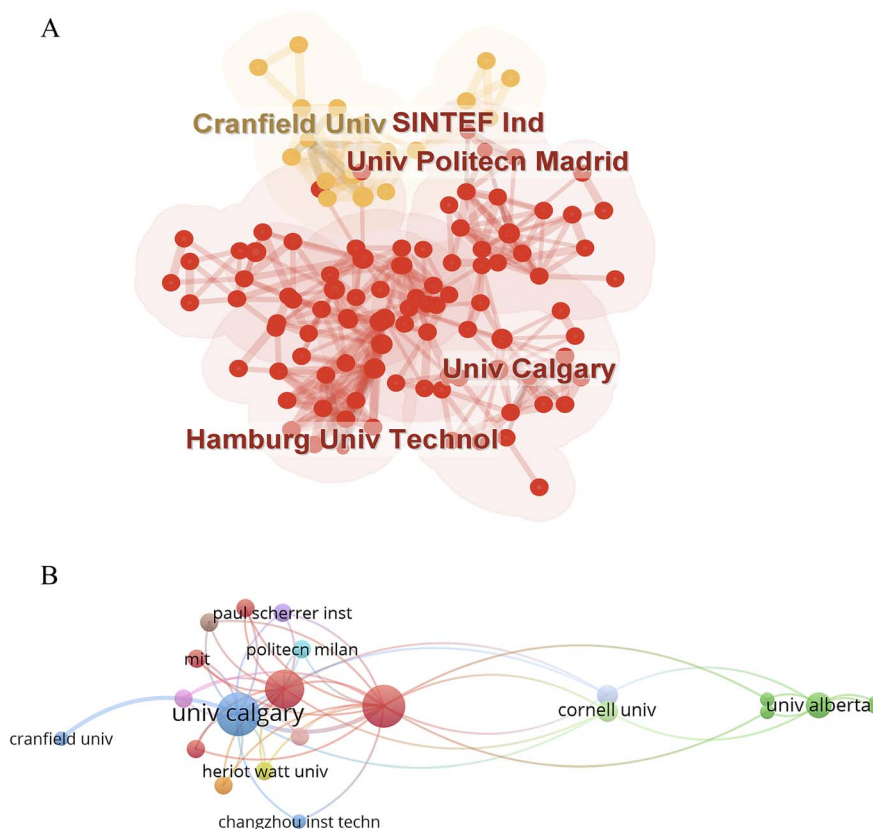 A
Cranfield Univ
SINTEF Ind
Univ Politecn Madrid
Univ Calgary
Hamburg Univ Technol
B
paul scherrer inst
mit
politecn milan
univ calgary
cornell univ
univ alberta
cranfield univ
heriot watt univ
changzhou inst techn